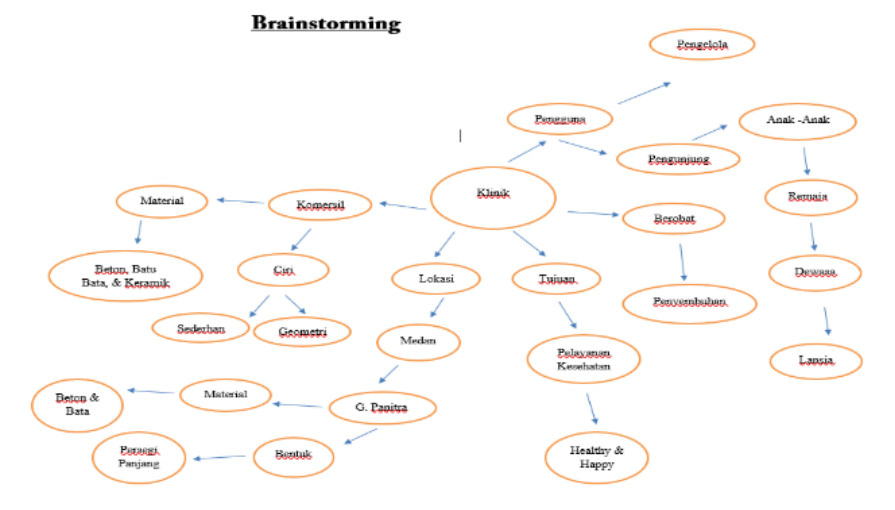 Brainstorming
Pengelola
Pengguna
Anak -Anak
Pengunjung
Klinik
Material
Komersil
Berobat
Remaja
Beton, Batu
Bata, & Keramik
Ciri
Lokasi
Tujuan
Dewasa
Penyembuhan
Sederhan
Geometri
Medan
Pelayanan
Kesehatan
Lansia
Beton &
Bata
Material
G. Panitra
Persegi
Panjang
Bentuk
Healthy &
Happy